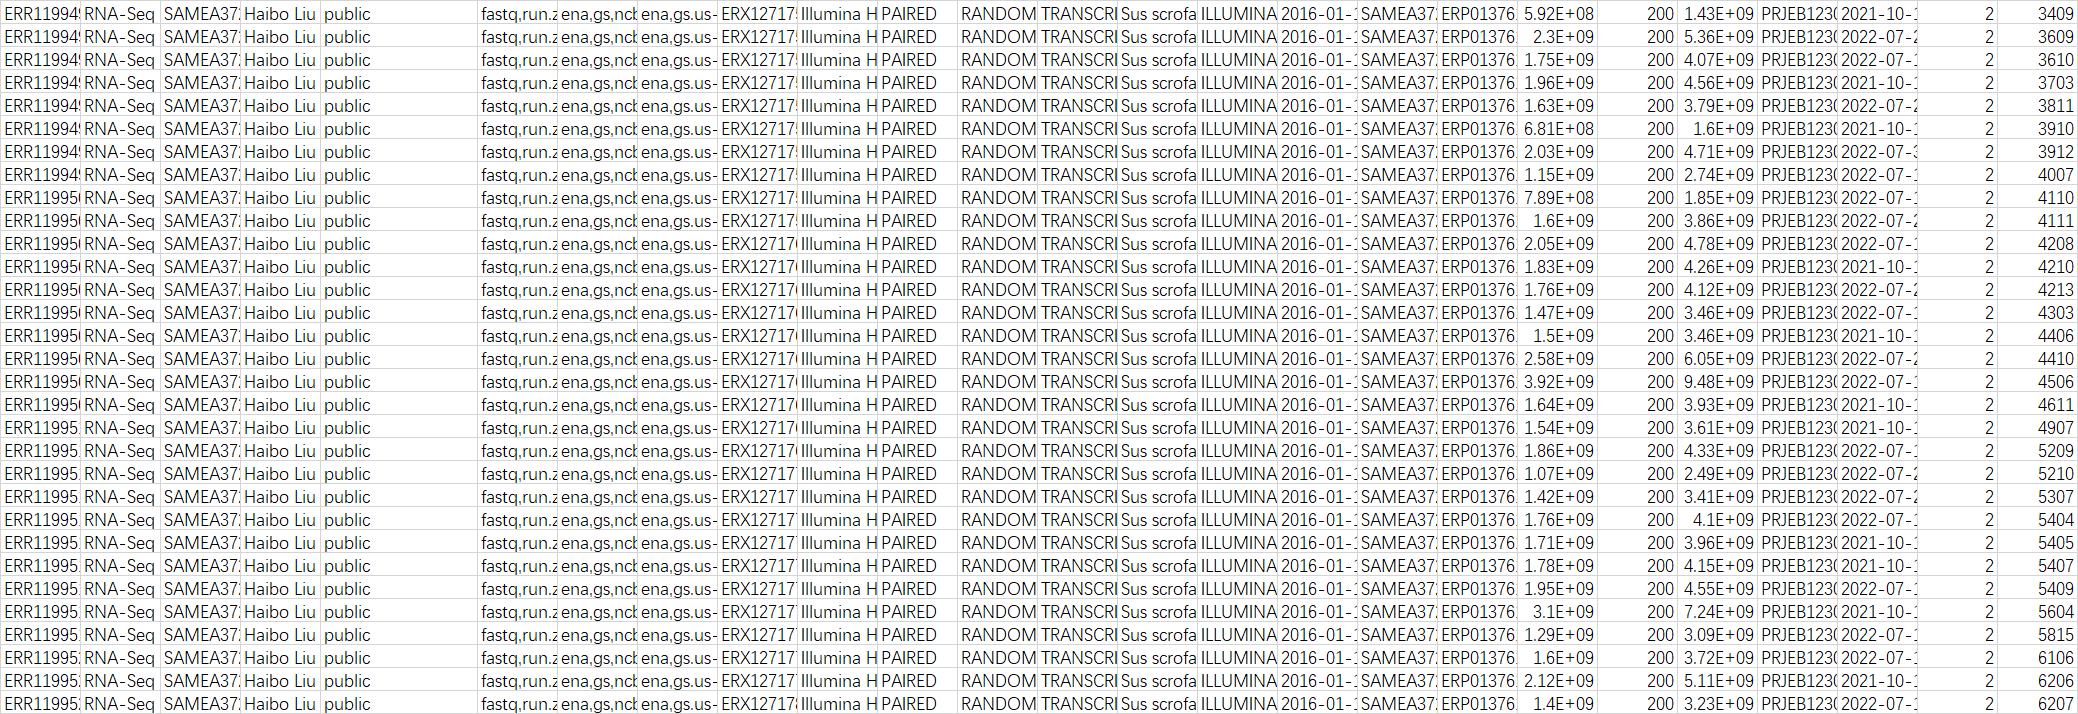 ERR11994 RNA-Seq SAMEA37 Haibo Liu public fastq,run.z ena,gs,ncb ena,gs.us- ERX12717 Illumina H PAIRED RANDOM TRANSCRI Sus scrofa ILLUMINA 2016-01-1 SAMEA37 ERP01376 5.92E+08 200 1.43E+09 PRJEB1230 2021-10-1 2 3409
ERR11994 RNA-Seq SAMEA37 Haibo Liu public fastq,run.z ena,gs,ncb ena,gs.us- ERX12717 Illumina H PAIRED RANDOM TRANSCRI Sus scrofa ILLUMINA 2016-01-1 SAMEA37 ERP01376 2.3E+09 200 5.36E+09 PRJEB1230 2022-07-2 2 3609
ERR11994 RNA-Seq SAMEA37 Haibo Liu public fastq,run.z ena,gs,ncb ena,gs.us- ERX12717 Illumina H PAIRED RANDOM TRANSCRI Sus scrofa ILLUMINA 2016-01-1 SAMEA37 ERP01376 1.75E+09 200 4.07E+09 PRJEB1230 2022-07-1 2 3610
ERR11994 RNA-Seq SAMEA37 Haibo Liu public fastq,run.z ena,gs,ncb ena,gs.us- ERX12717 Illumina H PAIRED RANDOM TRANSCRI Sus scrofa ILLUMINA 2016-01-1 SAMEA37 ERP01376 1.96E+09 200 4.56E+09 PRJEB1230 2021-10-1 2 3703
ERR11994 RNA-Seq SAMEA37 Haibo Liu public fastq,run.z ena,gs,ncb ena,gs.us- ERX12717 Illumina H PAIRED RANDOM TRANSCRI Sus scrofa ILLUMINA 2016-01-1 SAMEA37 ERP01376 1.63E+09 200 3.79E+09 PRJEB1230 2022-07-2 2 3811
ERR11994 RNA-Seq SAMEA37 Haibo Liu public fastq,run.z ena,gs,ncb ena,gs.us- ERX12717 Illumina H PAIRED RANDOM TRANSCRI Sus scrofa ILLUMINA 2016-01-1 SAMEA37 ERP01376 6.81E+08 200 1.6E+09 PRJEB1230 2021-10-1 2 3910
ERR11994 RNA-Seq SAMEA37 Haibo Liu public fastq,run.z ena,gs,ncb ena,gs.us- ERX12717 Illumina H PAIRED RANDOM TRANSCRI Sus scrofa ILLUMINA 2016-01-1 SAMEA37 ERP01376 2.03E+09 200 4.71E+09 PRJEB1230 2022-07-3 2 3912
ERR11994 RNA-Seq SAMEA37 Haibo Liu public fastq,run.z ena,gs,ncb ena,gs.us- ERX12717 Illumina H PAIRED RANDOM TRANSCRI Sus scrofa ILLUMINA 2016-01-1 SAMEA37 ERP01376 1.15E+09 200 2.74E+09 PRJEB1230 2022-07-1 2 4007
ERR11995 RNA-Seq SAMEA37 Haibo Liu public fastq,run.z ena,gs,ncb ena,gs.us- ERX12717 Illumina H PAIRED RANDOM TRANSCRI Sus scrofa ILLUMINA 2016-01-1 SAMEA37 ERP01376 7.89E+08 200 1.85E+09 PRJEB1230 2022-07-1 2 4110
ERR11995 RNA-Seq SAMEA37 Haibo Liu public fastq,run.z ena,gs,ncb ena,gs.us- ERX12717 Illumina H PAIRED RANDOM TRANSCRI Sus scrofa ILLUMINA 2016-01-1 SAMEA37 ERP01376 1.6E+09 200 3.86E+09 PRJEB1230 2022-07-2 2 4111
ERR11995 RNA-Seq SAMEA37 Haibo Liu public fastq,run.z ena,gs,ncb ena,gs.us- ERX12717 Illumina H PAIRED RANDOM TRANSCRI Sus scrofa ILLUMINA 2016-01-1 SAMEA37 ERP01376 2.05E+09 200 4.78E+09 PRJEB1230 2022-07-1 2 4208
ERR11995 RNA-Seq SAMEA37 Haibo Liu public fastq,run.z ena,gs,ncb ena,gs.us- ERX12717 Illumina H PAIRED RANDOM TRANSCRI Sus scrofa ILLUMINA 2016-01-1 SAMEA37 ERP01376 1.83E+09 200 4.26E+09 PRJEB1230 2021-10-1 2 4210
ERR11995 RNA-Seq SAMEA37 Haibo Liu public fastq,run.z ena,gs,ncb ena,gs.us- ERX12717 Illumina H PAIRED RANDOM TRANSCRI Sus scrofa ILLUMINA 2016-01-1 SAMEA37 ERP01376 1.76E+09 200 4.12E+09 PRJEB1230 2022-07-2 2 4213
ERR11995 RNA-Seq SAMEA37 Haibo Liu public fastq,run.z ena,gs,ncb ena,gs.us- ERX12717 Illumina H PAIRED RANDOM TRANSCRI Sus scrofa ILLUMINA 2016-01-1 SAMEA37 ERP01376 1.47E+09 200 3.46E+09 PRJEB1230 2022-07-1 2 4303
ERR11995 RNA-Seq SAMEA37 Haibo Liu public fastq,run.z ena,gs,ncb ena,gs.us- ERX12717 Illumina H PAIRED RANDOM TRANSCRI Sus scrofa ILLUMINA 2016-01-1 SAMEA37 ERP01376 1.5E+09 200 3.46E+09 PRJEB1230 2021-10-1 2 4406
ERR11995 RNA-Seq SAMEA37 Haibo Liu public fastq,run.z ena,gs,ncb ena,gs.us- ERX12717 Illumina H PAIRED RANDOM TRANSCRI Sus scrofa ILLUMINA 2016-01-1 SAMEA37 ERP01376 2.58E+09 200 6.05E+09 PRJEB1230 2022-07-2 2 4410
ERR11995 RNA-Seq SAMEA37 Haibo Liu public fastq,run.z ena,gs,ncb ena,gs.us- ERX12717 Illumina H PAIRED RANDOM TRANSCRI Sus scrofa ILLUMINA 2016-01-1 SAMEA37 ERP01376 3.92E+09 200 9.48E+09 PRJEB1230 2022-07-1 2 4506
ERR11995 RNA-Seq SAMEA37 Haibo Liu public fastq,run.z ena,gs,ncb ena,gs.us- ERX12717 Illumina H PAIRED RANDOM TRANSCRI Sus scrofa ILLUMINA 2016-01-1 SAMEA37 ERP01376 1.64E+09 200 3.93E+09 PRJEB1230 2021-10-1 2 4611
ERR11995 RNA-Seq SAMEA37 Haibo Liu public fastq,run.z ena,gs,ncb ena,gs.us- ERX12717 Illumina H PAIRED RANDOM TRANSCRI Sus scrofa ILLUMINA 2016-01-1 SAMEA37 ERP01376 1.54E+09 200 3.61E+09 PRJEB1230 2021-10-1 2 4907
ERR11995 RNA-Seq SAMEA37 Haibo Liu public fastq,run.z ena,gs,ncb ena,gs.us- ERX12717 Illumina H PAIRED RANDOM TRANSCRI Sus scrofa ILLUMINA 2016-01-1 SAMEA37 ERP01376 1.86E+09 200 4.33E+09 PRJEB1230 2022-07-2 2 5209
ERR11995 RNA-Seq SAMEA37 Haibo Liu public fastq,run.z ena,gs,ncb ena,gs.us- ERX12717 Illumina H PAIRED RANDOM TRANSCRI Sus scrofa ILLUMINA 2016-01-1 SAMEA37 ERP01376 1.07E+09 200 2.49E+09 PRJEB1230 2022-07-2 2 5210
ERR11995 RNA-Seq SAMEA37 Haibo Liu public fastq,run.z ena,gs,ncb ena,gs.us- ERX12717 Illumina H PAIRED RANDOM TRANSCRI Sus scrofa ILLUMINA 2016-01-1 SAMEA37 ERP01376 1.42E+09 200 3.41E+09 PRJEB1230 2022-07-2 2 5307
ERR11995 RNA-Seq SAMEA37 Haibo Liu public fastq,run.z ena,gs,ncb ena,gs.us- ERX12717 Illumina H PAIRED RANDOM TRANSCRI Sus scrofa ILLUMINA 2016-01-1 SAMEA37 ERP01376 1.76E+09 200 4.1E+09 PRJEB1230 2022-07-1 2 5404
ERR11995 RNA-Seq SAMEA37 Haibo Liu public fastq,run.z ena,gs,ncb ena,gs.us- ERX12717 Illumina H PAIRED RANDOM TRANSCRI Sus scrofa ILLUMINA 2016-01-1 SAMEA37 ERP01376 1.71E+09 200 3.96E+09 PRJEB1230 2021-10-1 2 5405
ERR11995 RNA-Seq SAMEA37 Haibo Liu public fastq,run.z ena,gs,ncb ena,gs.us- ERX12717 Illumina H PAIRED RANDOM TRANSCRI Sus scrofa ILLUMINA 2016-01-1 SAMEA37 ERP01376 1.78E+09 200 4.15E+09 PRJEB1230 2021-10-1 2 5407
ERR11995 RNA-Seq SAMEA37 Haibo Liu public fastq,run.z ena,gs,ncb ena,gs.us- ERX12717 Illumina H PAIRED RANDOM TRANSCRI Sus scrofa ILLUMINA 2016-01-1 SAMEA37 ERP01376 1.95E+09 200 4.55E+09 PRJEB1230 2022-07-2 2 5409
ERR11995 RNA-Seq SAMEA37 Haibo Liu public fastq,run.z ena,gs,ncb ena,gs.us- ERX12717 Illumina H PAIRED RANDOM TRANSCRI Sus scrofa ILLUMINA 2016-01-1 SAMEA37 ERP01376 3.1E+09 200 7.24E+09 PRJEB1230 2021-10-1 2 5604
ERR11995 RNA-Seq SAMEA37 Haibo Liu public fastq,run.z ena,gs,ncb ena,gs.us- ERX12717 Illumina H PAIRED RANDOM TRANSCRI Sus scrofa ILLUMINA 2016-01-1 SAMEA37 ERP01376 1.29E+09 200 3.09E+09 PRJEB1230 2022-07-1 2 5815
ERR11995 RNA-Seq SAMEA37 Haibo Liu public fastq,run.z ena,gs,ncb ena,gs.us- ERX12717 Illumina H PAIRED RANDOM TRANSCRI Sus scrofa ILLUMINA 2016-01-1 SAMEA37 ERP01376 1.6E+09 200 3.72E+09 PRJEB1230 2022-07-1 2 6106
ERR11995 RNA-Seq SAMEA37 Haibo Liu public fastq,run.z ena,gs,ncb ena,gs.us- ERX12717 Illumina H PAIRED RANDOM TRANSCRI Sus scrofa ILLUMINA 2016-01-1 SAMEA37 ERP01376 2.12E+09 200 5.11E+09 PRJEB1230 2021-10-1 2 6206
ERR11995 RNA-Seq SAMEA37 Haibo Liu public fastq,run.z ena,gs,ncb ena,gs.us- ERX12717 Illumina H PAIRED RANDOM TRANSCRI Sus scrofa ILLUMINA 2016-01-1 SAMEA37 ERP01376 1.4E+09 200 3.23E+09 PRJEB1230 2022-07-1 2 6207